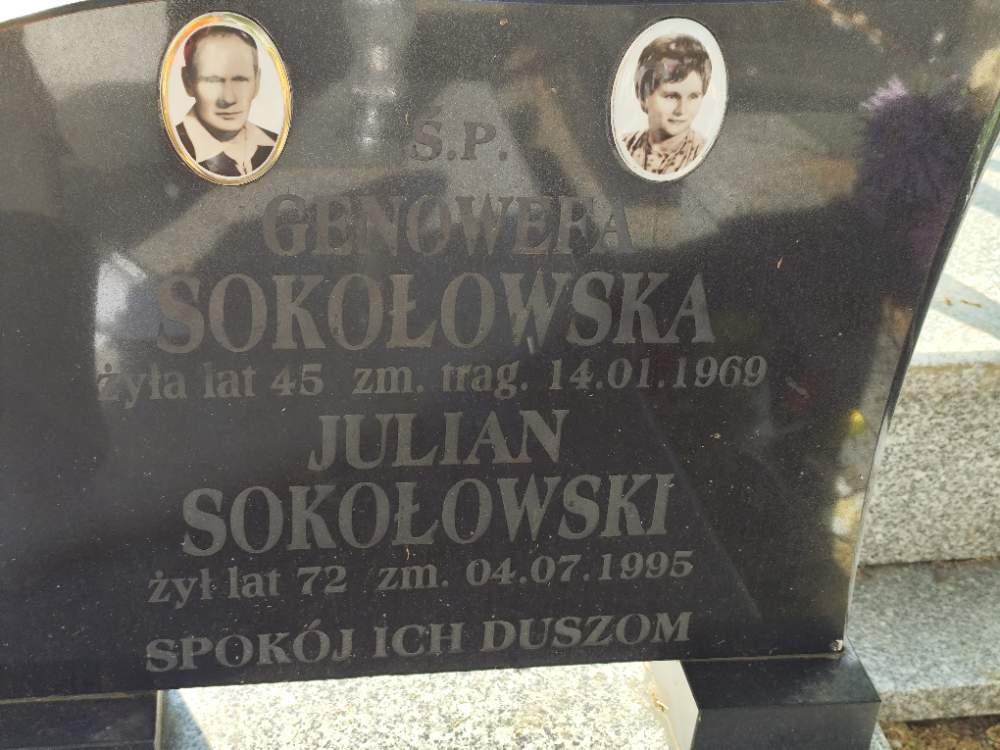 Ś.P.
GENOWEFA
SOKOŁOWSKA
żyła lat 45 zm. trag. 14.01.1969
JULIAN
SOKOŁOWSKI
żył lat 72 zm. 04.07.1995
SPOKÓJ ICH DUSZOM